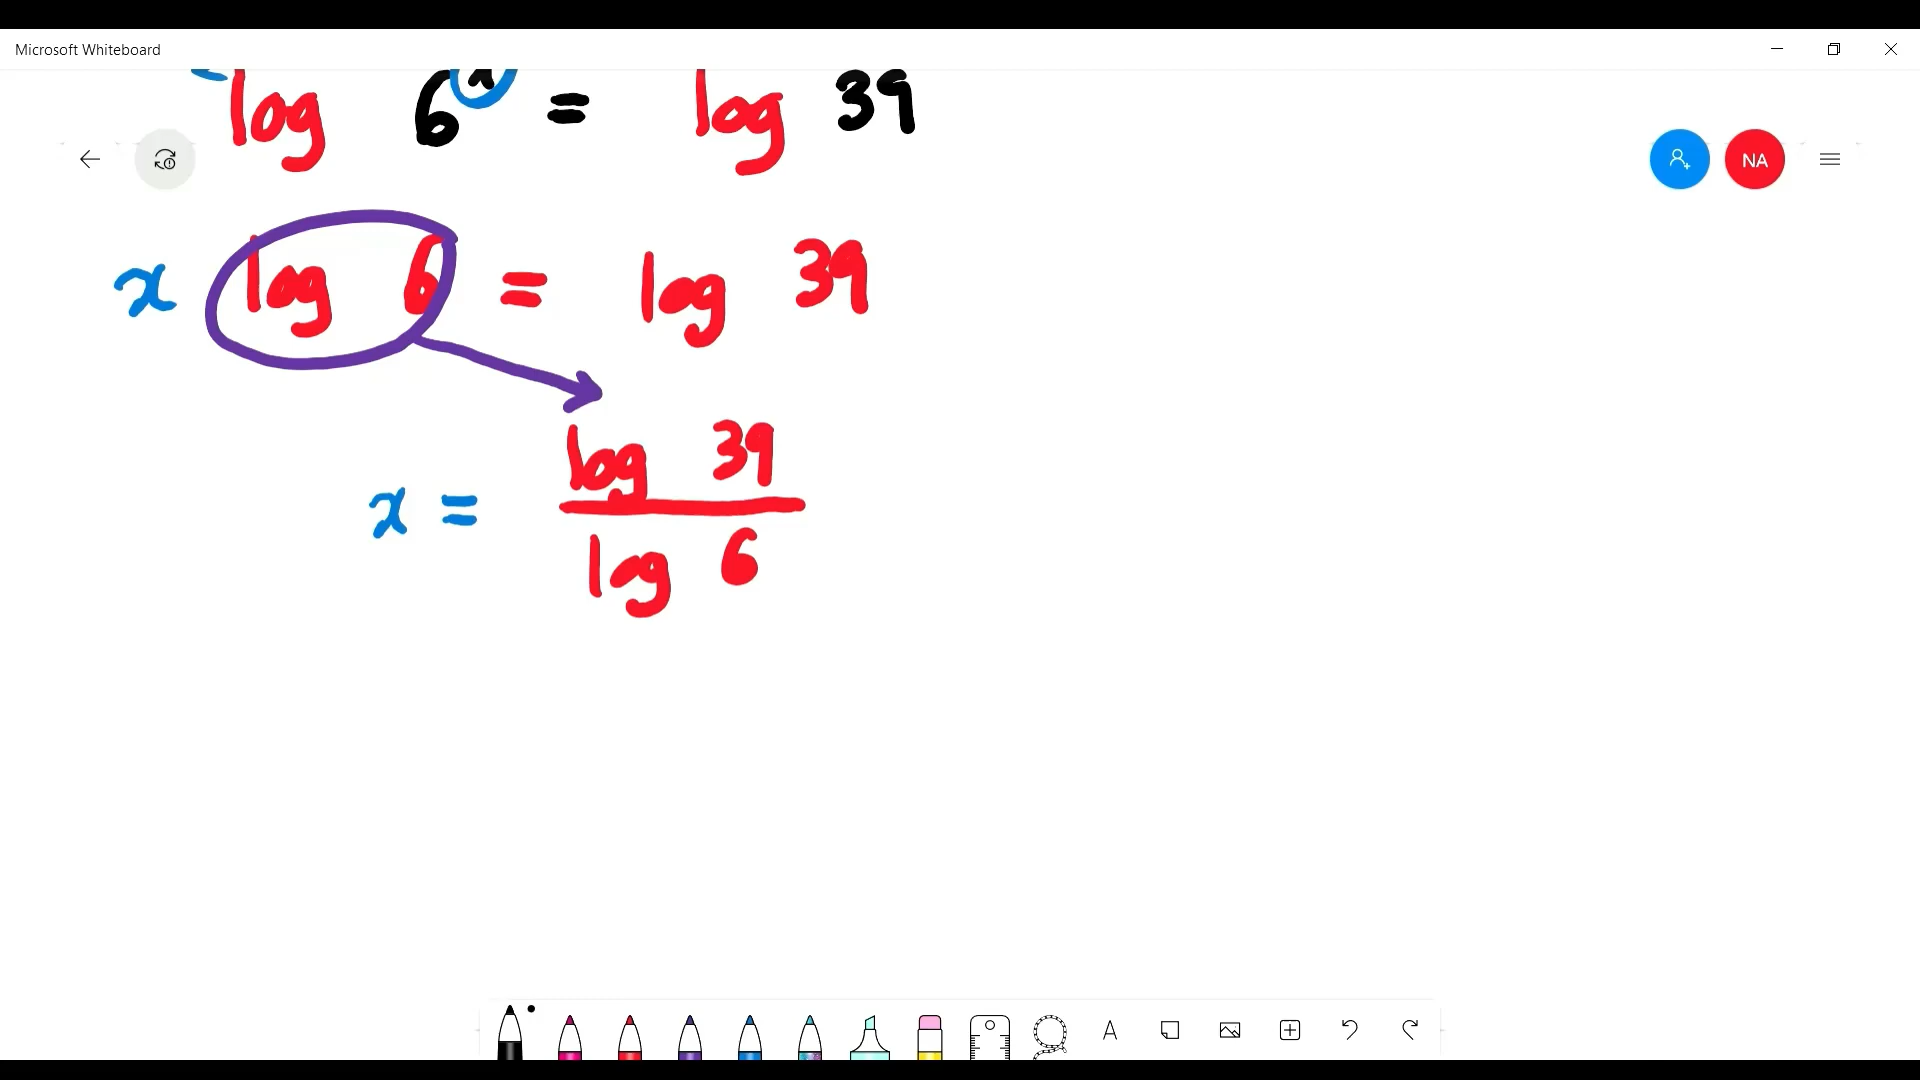 Microsoft Whiteboard
log 6^x = log 39
NA
x log 6 = log 39
x = log 39
log 6
A